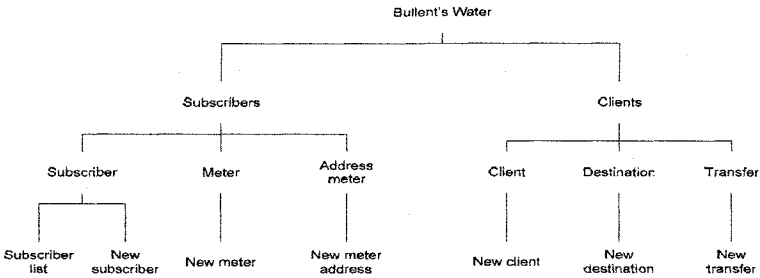 Bullent's Water
Subscribers
Clients
Subscriber
Meter
Address
meter
Client
Destination
Transfer
Subscriber
list
New
subscriber
New meter
New meter
address
New client
New
destination
New
transfer